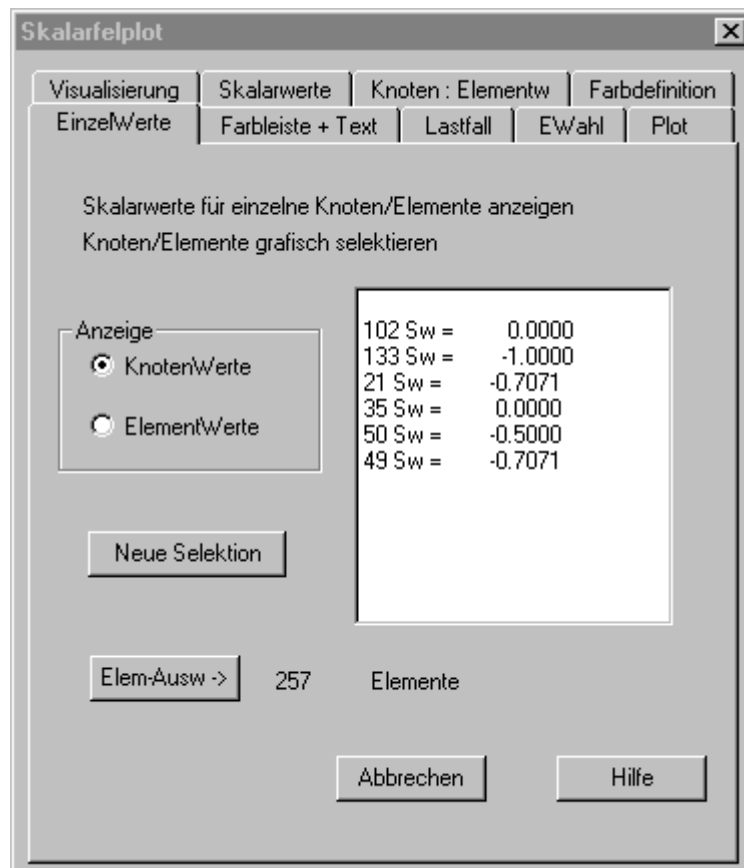 Skalarfelplot
Visualisierung Skalarwerte Knoten : Elementw Farbdefinition
EinzelWerte Farbleiste + Text Lastfall EWahl Plot
Skalarwerte für einzelne Knoten/Elemente anzeigen
Knoten/Elemente grafisch selektieren
Anzeige
KnotenWerte
ElementWerte
102 Sw = 0.0000
133 Sw = -1.0000
21 Sw = -0.7071
35 Sw = 0.0000
50 Sw = -0.5000
49 Sw = -0.7071
Neue Selektion
Elem-Ausw -> 257 Elemente
Abbrechen Hilfe